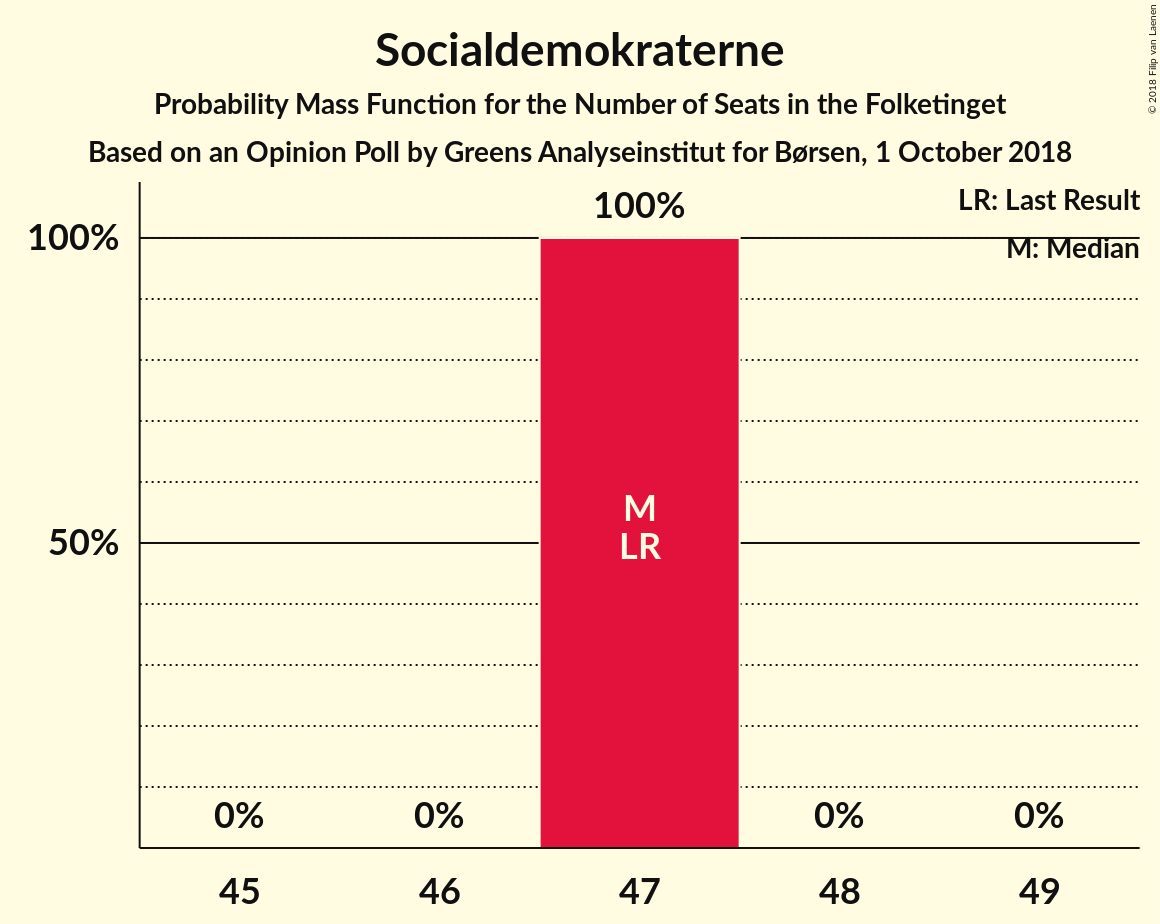 Socialdemokraterne
Probability Mass Function for the Number of Seats in the Folketinget
Based on an Opinion Poll by Greens Analyseinstitut for Børsen, 1 October 2018
© 2018 Filip van Laenen
LR: Last Result
M: Median
100%
100%
50%
M
LR
0%
0%
0%
0%
45
46
47
48
49